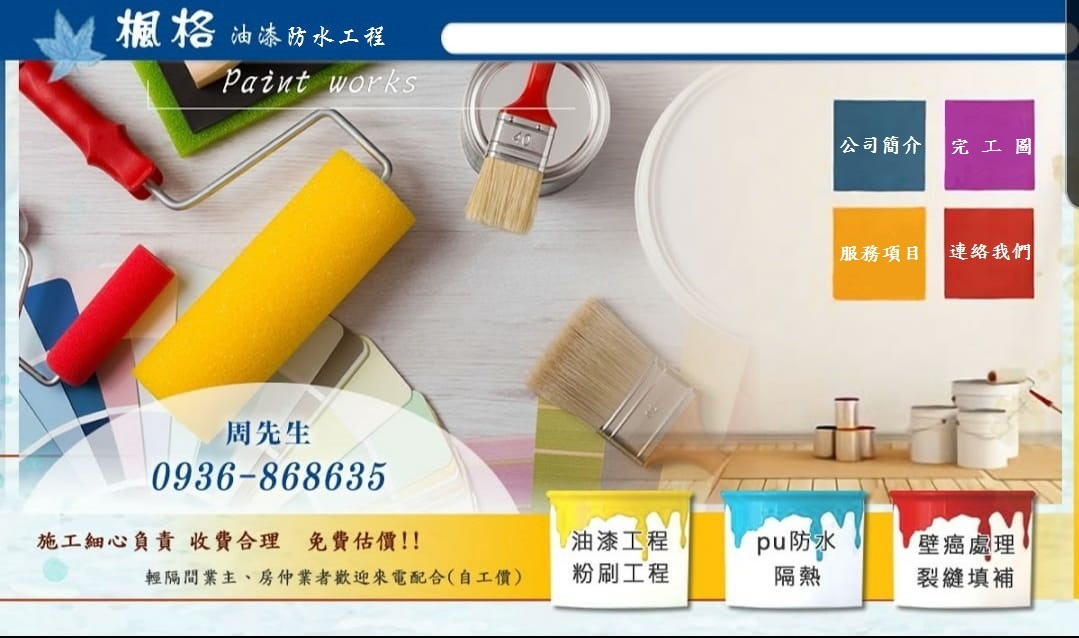 楓格 油漆防水工程
Paint works
公司簡介
完工圖
服務項目
連絡我們
40
周先生
0936-868635
施工細心負責 收費合理 免費估價!!
輕隔間業主、房仲業者歡迎來電配合(自工價)
油漆工程
粉刷工程
pu防水
隔熱
壁癌處理
裂縫填補